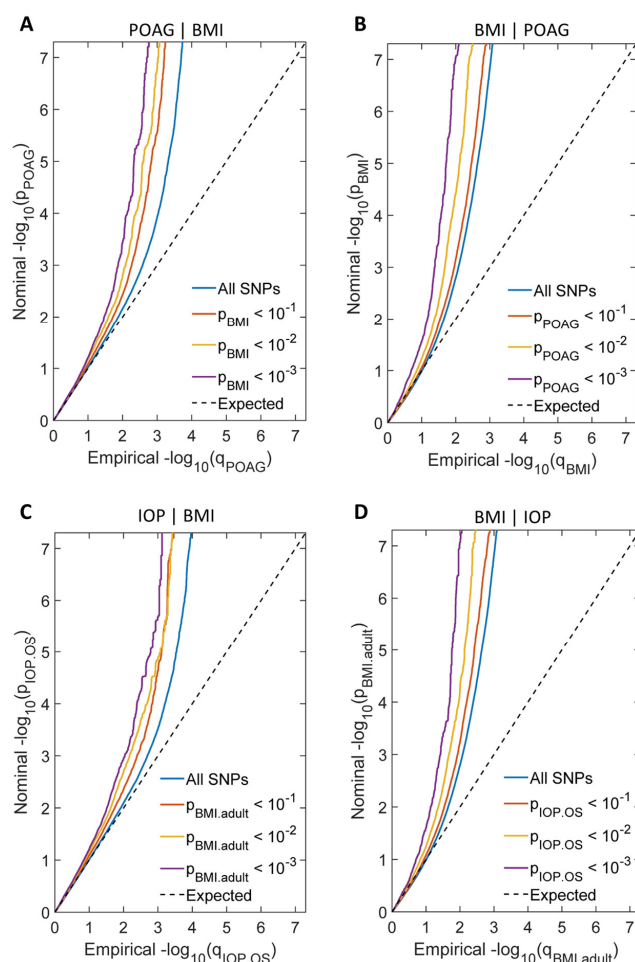 A
POAG | BMI
Nominal -log10(pPOAG)
7
6
5
4
3
2
1
0
All SNPs
pBMI < 10-1
pBMI < 10-2
pBMI < 10-3
Expected
0 1 2 3 4 5 6 7
Empirical -log10(qPOAG)
B
BMI | POAG
Nominal -log10(pBMI)
7
6
5
4
3
2
1
0
All SNPs
pPOAG < 10-1
pPOAG < 10-2
pPOAG < 10-3
Expected
0 1 2 3 4 5 6 7
Empirical -log10(qBMI)
C
IOP | BMI
Nominal -log10(pIOP.OS)
7
6
5
4
3
2
1
0
All SNPs
pBMI.adult < 10-1
pBMI.adult < 10-2
pBMI.adult < 10-3
Expected
0 1 2 3 4 5 6 7
Empirical -log10(qIOP.OS)
D
BMI | IOP
Nominal -log10(pBMI.adult)
7
6
5
4
3
2
1
0
All SNPs
pIOP.OS < 10-1
pIOP.OS < 10-2
pIOP.OS < 10-3
Expected
0 1 2 3 4 5 6 7
Empirical -log10(qBMI.adult)